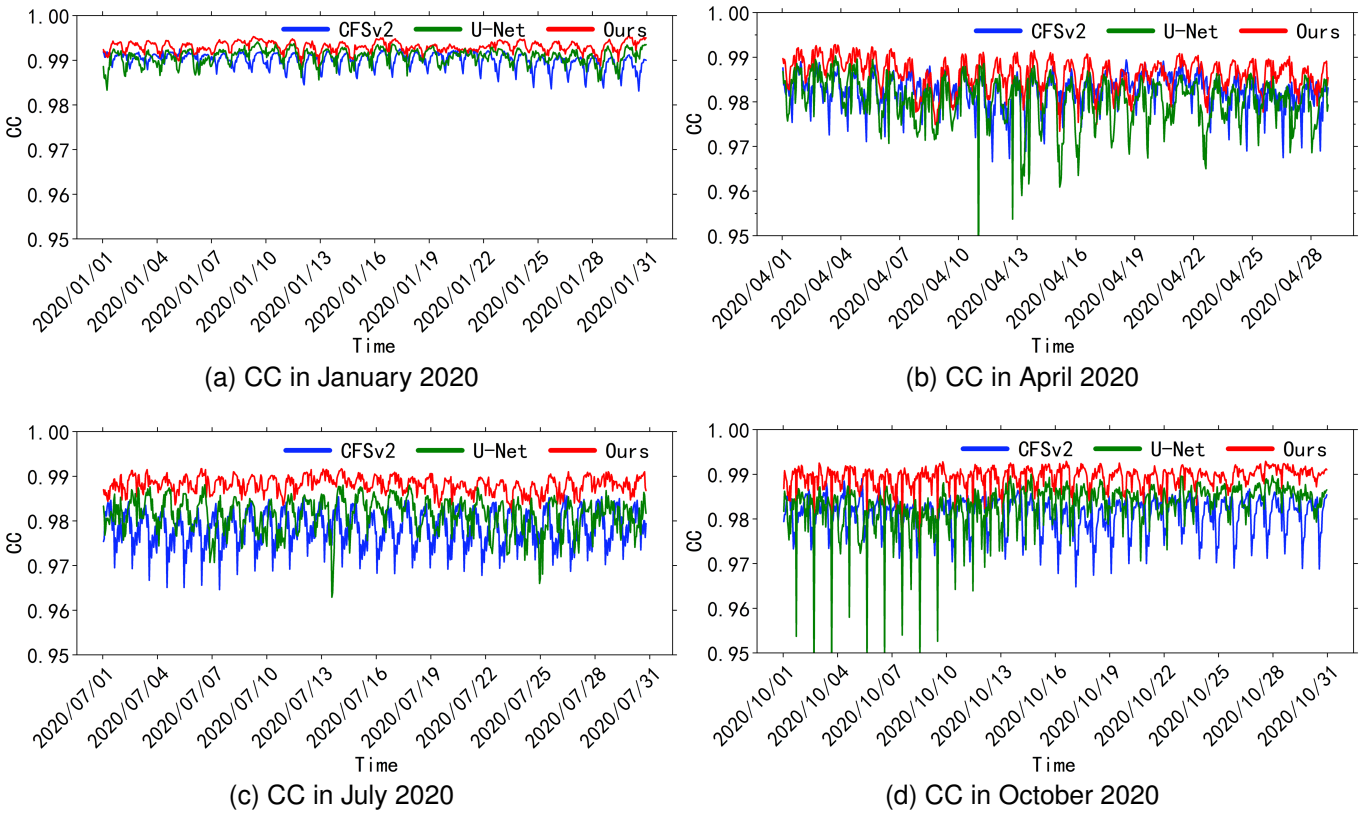 1.00
0.99
0.98
0.97
0.96
0.95
CC
CFSv2 U-Net Ours
2020/01/01 2020/01/04 2020/01/07 2020/01/10 2020/01/13 2020/01/16 2020/01/19 2020/01/22 2020/01/25 2020/01/28 2020/01/31
Time
(a) CC in January 2020
1.00
0.99
0.98
0.97
0.96
0.95
CC
CFSv2 U-Net Ours
2020/04/01 2020/04/04 2020/04/07 2020/04/10 2020/04/13 2020/04/16 2020/04/19 2020/04/22 2020/04/25 2020/04/28
Time
(b) CC in April 2020
1.00
0.99
0.98
0.97
0.96
0.95
CC
CFSv2 U-Net Ours
2020/07/01 2020/07/04 2020/07/07 2020/07/10 2020/07/13 2020/07/16 2020/07/19 2020/07/22 2020/07/25 2020/07/28 2020/07/31
Time
(c) CC in July 2020
1.00
0.99
0.98
0.97
0.96
0.95
CC
CFSv2 U-Net Ours
2020/10/01 2020/10/04 2020/10/07 2020/10/10 2020/10/13 2020/10/16 2020/10/19 2020/10/22 2020/10/25 2020/10/28 2020/10/31
Time
(d) CC in October 2020